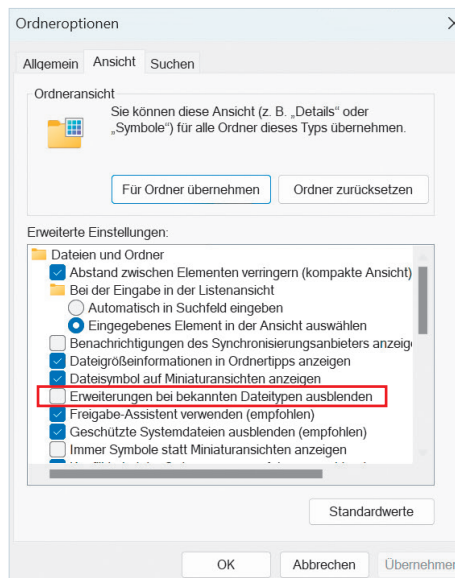 Ordneroptionen
Allgemein Ansicht Suchen
Ordneransicht
Sie können diese Ansicht (z. B. „Details“ oder
„Symbole“) für alle Ordner dieses Typs übernehmen.
Für Ordner übernehmen Ordner zurücksetzen
Erweiterte Einstellungen:
Dateien und Ordner
Abstand zwischen Elementen verringern (kompakte Ansicht)
Bei der Eingabe in der Listenansicht
Automatisch in Suchfeld eingeben
Eingegebenes Element in der Ansicht auswählen
Benachrichtigungen des Synchronisierungsanbieters
Dateigrößeinformationen in Ordnertipps anzeigen
Dateisymbol auf Miniaturansichten anzeigen
Erweiterungen bei bekannten Dateitypen ausblenden
Freigabe-Assistent verwenden (empfohlen)
Geschützte Systemdateien ausblenden (empfohlen)
Immer Symbole statt Miniaturansichten anzeigen
Standardwerte
OK Abbrechen Übernehmen